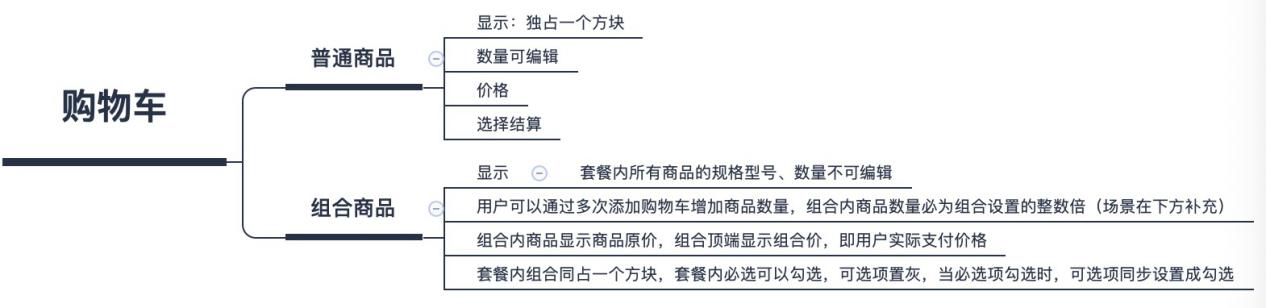 购物车
普通商品
显示：独占一个方块
数量可编辑
价格
选择结算
组合商品
显示
套餐内所有商品的规格型号、数量不可编辑
用户可以通过多次添加购物车增加商品数量，组合内商品数量必为组合设置的整数倍（场景在下方补充）
组合内商品显示商品原价，组合顶端显示组合价，即用户实际支付价格
套餐内组合同占一个方块，套餐内必选可以勾选，可选项置灰，当必选项勾选时，可选项同步设置成勾选